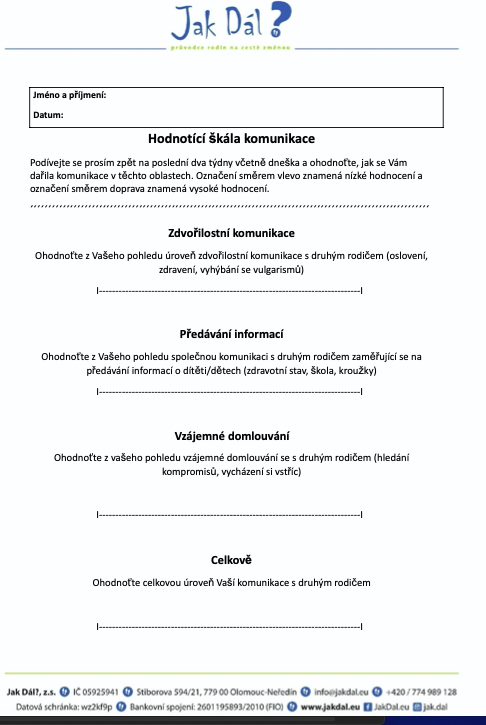 Jak Dál?
průvodce rodin na cestě změnou
Jméno a příjmení:
Datum:
Hodnotící škála komunikace
Podívejte se prosím zpět na poslední dva týdny včetně dneška a ohodnoťte, jak se Vám
dařila komunikace v těchto oblastech. Označení směrem vlevo znamená nízké hodnocení a
označení směrem doprava znamená vysoké hodnocení.
Zdvořilostní komunikace
Ohodnoťte z Vašeho pohledu úroveň zdvořilostní komunikace s druhým rodičem (oslovení,
zdravení, vyhýbání se vulgarismů)
I----------------------------------------------------------------I
Předávání informací
Ohodnoťte z Vašeho pohledu společnou komunikaci s druhým rodičem zaměřující se na
předávání informací o dítěti/dětech (zdravotní stav, škola, kroužky)
I----------------------------------------------------------------I
Vzájemné domlouvání
Ohodnoťte z vašeho pohledu vzájemné domlouvání se s druhým rodičem (hledání
kompromisů, vycházení si vstříc)
I----------------------------------------------------------------I
Celkově
Ohodnoťte celkovou úroveň Vaší komunikace s druhým rodičem
I----------------------------------------------------------------I
Jak Dál?, z.s. IČ 05925941 Stiborova 594/21, 779 00 Olomouc-Neředín info@jakdal.eu +420 / 774 989 128
Datová schránka: wz2kf9p Bankovní spojení: 2601195893/2010 (FIO) www.jakdal.eu JakDal.eu jak.dal